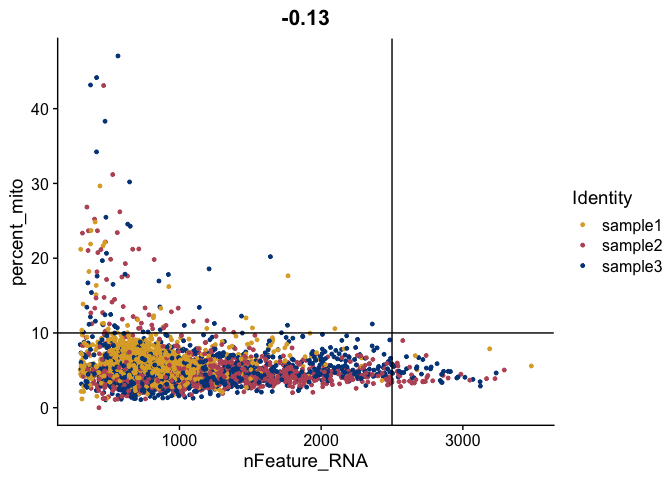 -0.13
percent_mito
40
30
20
10
0
1000
2000
3000
nFeature_RNA
Identity
sample1
sample2
sample3